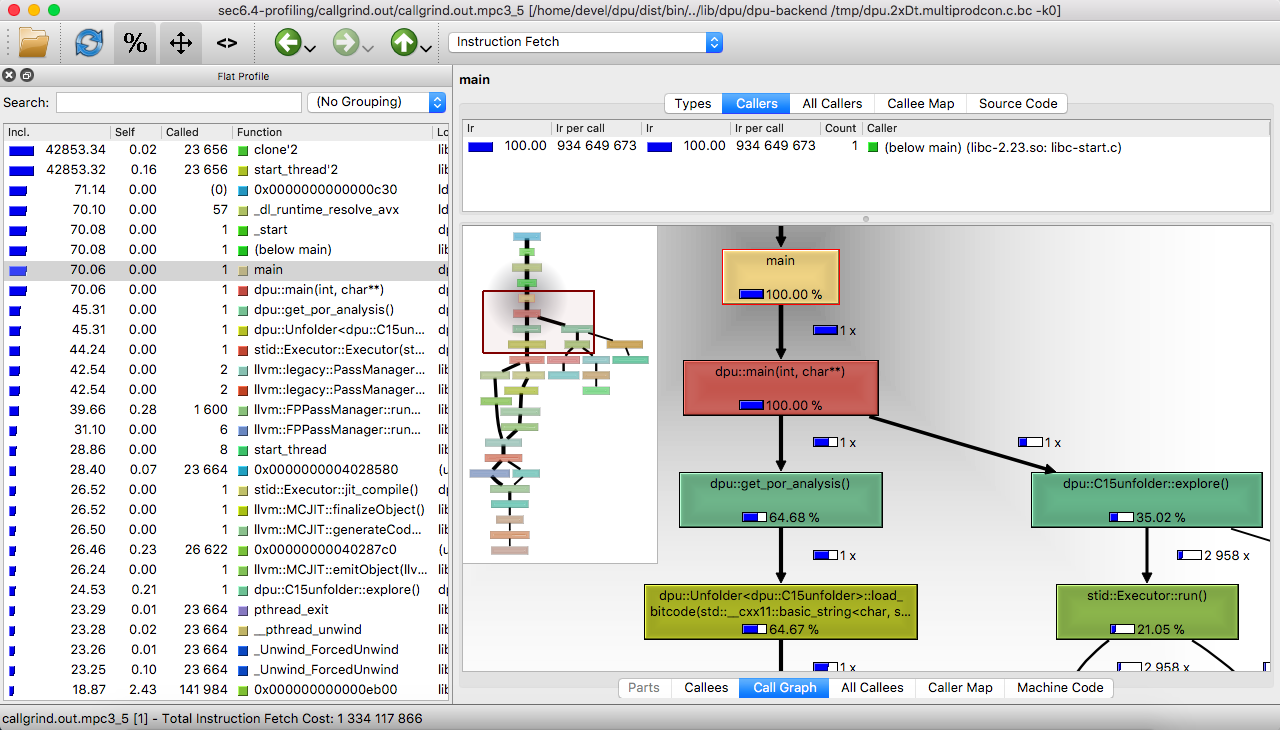 sec6.4-profiling/callgrind.out/callgrind.out.mpc3_5 [/home/devel/dpu/dist/bin/../lib/dpu/dpu-backend /tmp/dpu.2xDt.multiprodcon.c.bc -k0]
% <> Instruction Fetch
Flat Profile
Search: (No Grouping)
Incl. Self Called Function Lo
42853.34 0.02 23 656 clone'2 lib
42853.32 0.16 23 656 start_thread'2 lib
71.14 0.00 (0) 0x0000000000000c30 ld
70.10 0.00 57 _dl_runtime_resolve_avx ld
70.08 0.00 1 _start dp
70.08 0.00 1 (below main) lib
70.06 0.00 1 main dp
70.06 0.00 1 dpu::main(int, char**) dp
45.31 0.00 1 dpu::get_por_analysis() dp
45.31 0.00 1 dpu::Unfolder<dpu::C15un... dp
44.24 0.00 1 stid::Executor::Executor(st... dp
42.54 0.00 2 llvm::legacy::PassManager... lib
42.54 0.00 2 llvm::legacy::PassManager... lib
39.66 0.28 1 600 llvm::FPPassManager::run... lib
31.10 0.00 6 llvm::FPPassManager::run... lib
28.86 0.00 8 start_thread lib
28.40 0.07 23 664 0x0000000004028580 (u
26.52 0.00 1 stid::Executor::jit_compile() dp
26.52 0.00 1 llvm::MCJIT::finalizeObject() lib
26.50 0.00 1 llvm::MCJIT::generateCod... lib
26.46 0.23 26 622 0x00000000040287c0 (u
26.24 0.00 1 llvm::MCJIT::emitObject(llv... lib
24.53 0.21 1 dpu::C15unfolder::explore() dp
23.29 0.01 23 664 pthread_exit lib
23.28 0.02 23 664 __pthread_unwind lib
23.26 0.01 23 664 _Unwind_ForcedUnwind lib
23.25 0.10 23 664 _Unwind_ForcedUnwind lib
18.87 2.43 141 984 0x000000000000eb00 lib
main
Types Callers All Callers Callee Map Source Code
Ir Ir per call Ir Ir per call Count Caller
100.00 934 649 673 100.00 934 649 673 1 (below main) (libc-2.23.so: libc-start.c)
main
100.00 %
1 x
dpu::main(int, char**)
100.00 %
1 x 1 x
dpu::get_por_analysis()
64.68 %
dpu::C15unfolder::explore()
35.02 %
1 x 2 958 x
dpu::Unfolder<dpu::C15unfolder>::load_
bitcode(std::__cxx11::basic_string<char, s...
64.67 %
stid::Executor::run()
21.05 %
1 x 2 958 x
Parts Callees Call Graph All Callees Caller Map Machine Code
callgrind.out.mpc3_5 [1] - Total Instruction Fetch Cost: 1 334 117 866